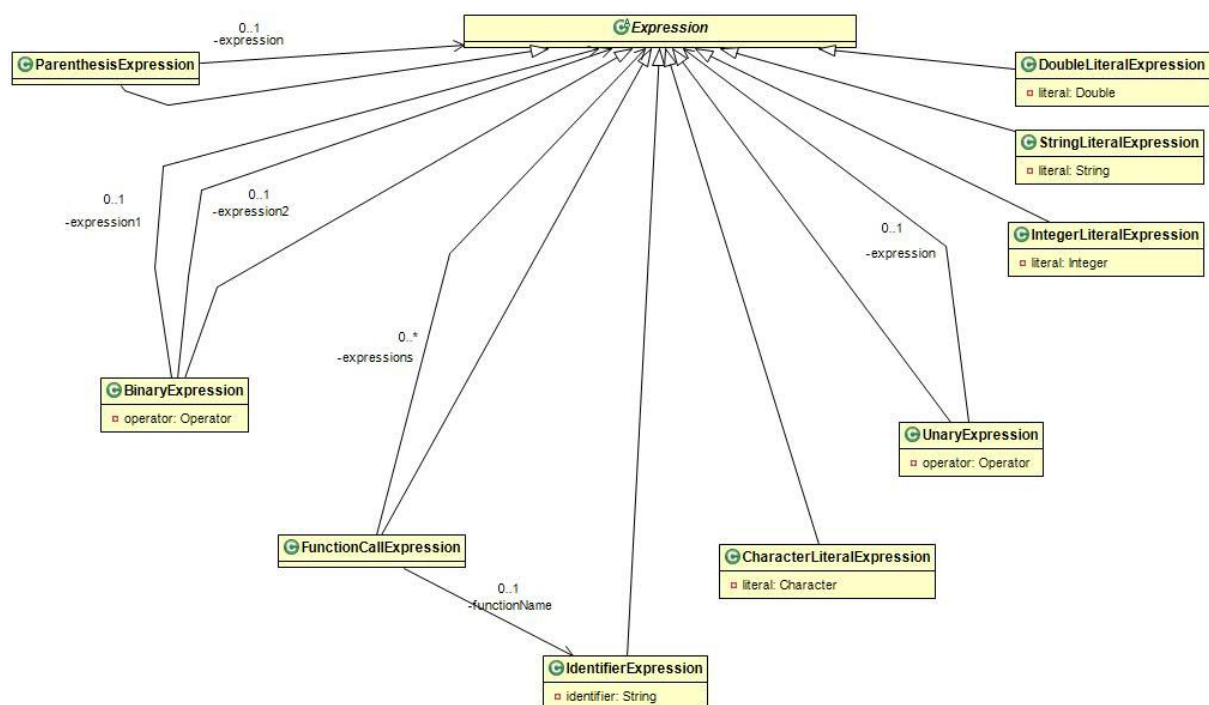 Expression
0..1
-expression
ParenthesisExpression
DoubleLiteralExpression
literal: Double
StringLiteralExpression
literal: String
0..1
-expression1
0..1
-expression2
0..1
-expression
IntegerLiteralExpression
literal: Integer
0..*
-expressions
BinaryExpression
operator: Operator
UnaryExpression
operator: Operator
FunctionCallExpression
CharacterLiteralExpression
literal: Character
0..1
-functionName
IdentifierExpression
identifier: String